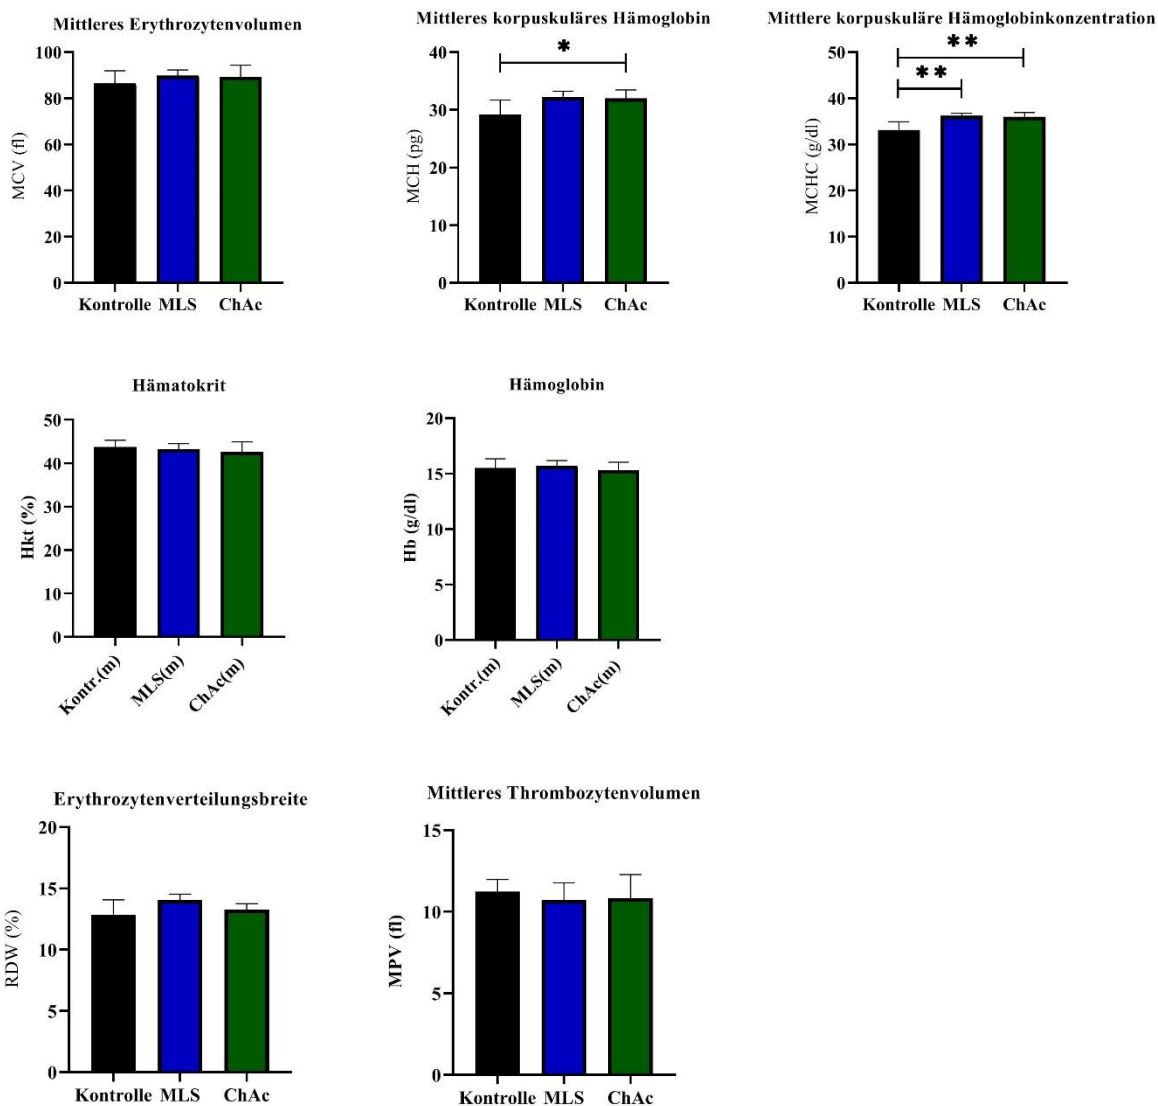 Mittleres Erythrozytenvolumen
MCV (fl)
100
80
60
40
20
0
Kontrolle MLS ChAc
Mittleres korpuskuläres Hämoglobin
MCH (pg)
40
30
20
10
0
*
Kontrolle MLS ChAc
Mittlere korpuskuläre Hämoglobinkonzentration
MCHC (g/dl)
50
40
30
20
10
0
**
**
Kontrolle MLS ChAc
Hämatokrit
Hkt (%)
50
40
30
20
10
0
Kontr.(m)
MLS(m)
ChAc(m)
Hämoglobin
Hb (g/dl)
20
15
10
5
0
Kontr.(m)
MLS(m)
ChAc(m)
Erythrozytenverteilungsbreite
RDW (%)
20
15
10
5
0
Kontrolle MLS ChAc
Mittleres Thrombozytenvolumen
MPV (fl)
15
10
5
0
Kontrolle MLS ChAc